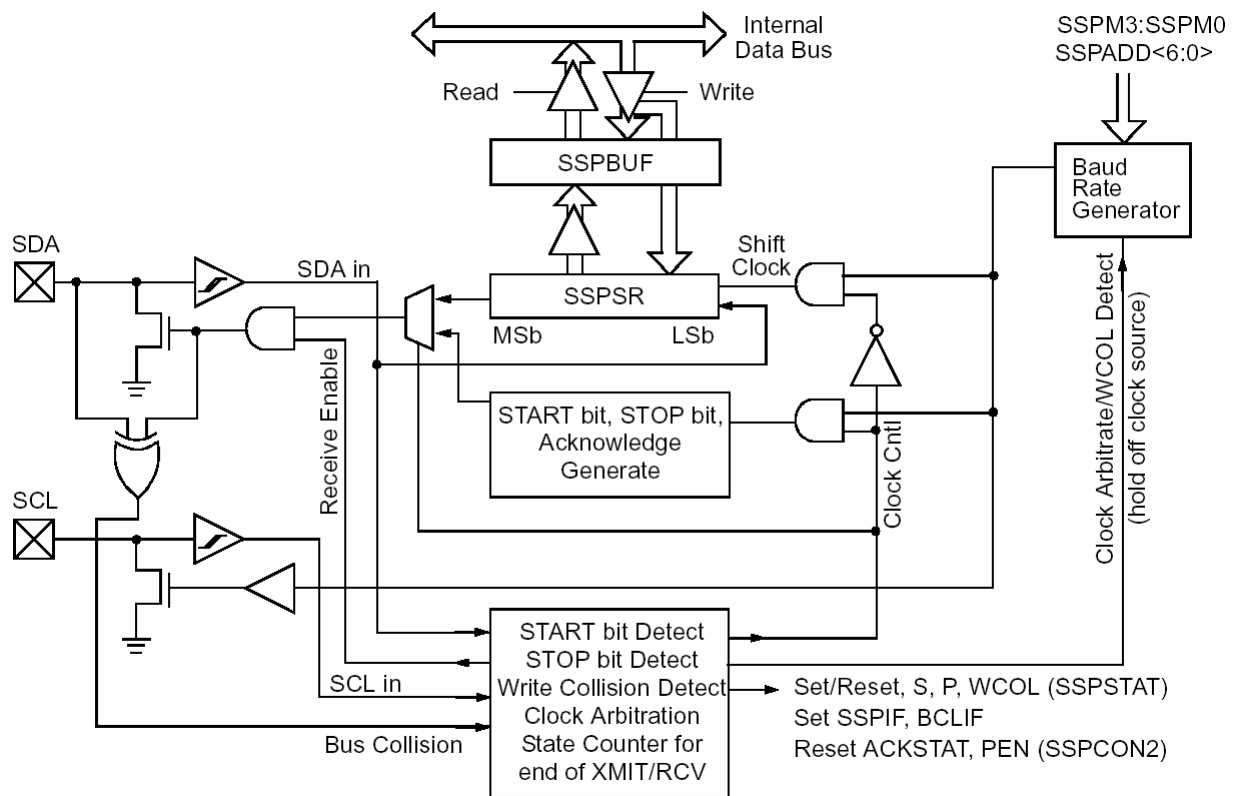 Internal
Data Bus
SSPM3:SSPM0
SSPADD<6:0>
Read
Write
SSPBUF
Baud
Rate
Generator
SDA
SDA in
Shift
Clock
SSPSR
MSb
LSb
START bit, STOP bit,
Acknowledge
Generate
Receive Enable
Clock Cntl
Clock Arbitrate/WCOL Detect
(hold off clock source)
SCL
START bit Detect
STOP bit Detect
Write Collision Detect
Clock Arbitration
State Counter for
end of XMIT/RCV
SCL in
Bus Collision
Set/Reset, S, P, WCOL (SSPSTAT)
Set SSPIF, BCLIF
Reset ACKSTAT, PEN (SSPCON2)